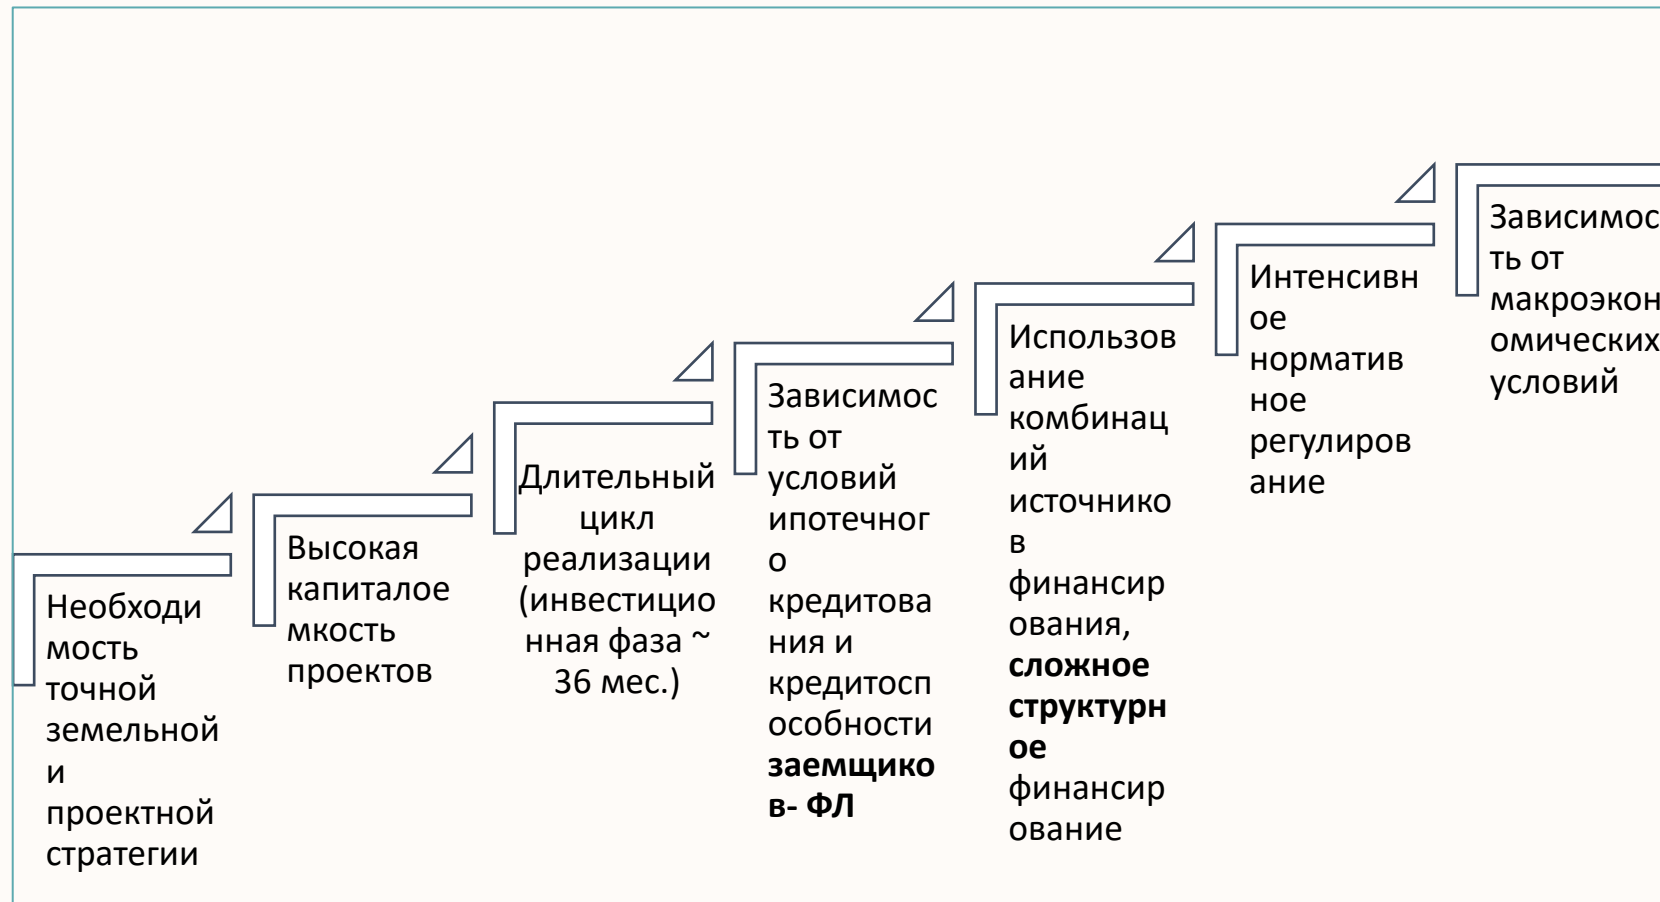 Необходи
мость
точной
земельной
и
проектной
стратегии
Высокая
капиталое
мкость
проектов
Длительный
цикл
реализации
(инвестицио
нная фаза ~
36 мес.)
Зависимос
ть от
условий
ипотечног
о
кредитова
ния и
кредитосп
особности
заемщико
в- ФЛ
Использов
ание
комбинац
ий
источнико
в
финансир
ования,
сложное
структурн
ое
финансир
ование
Интенсивн
ое
норматив
ное
регулиров
ание
Зависимос
ть от
макроэкон
омических
условий